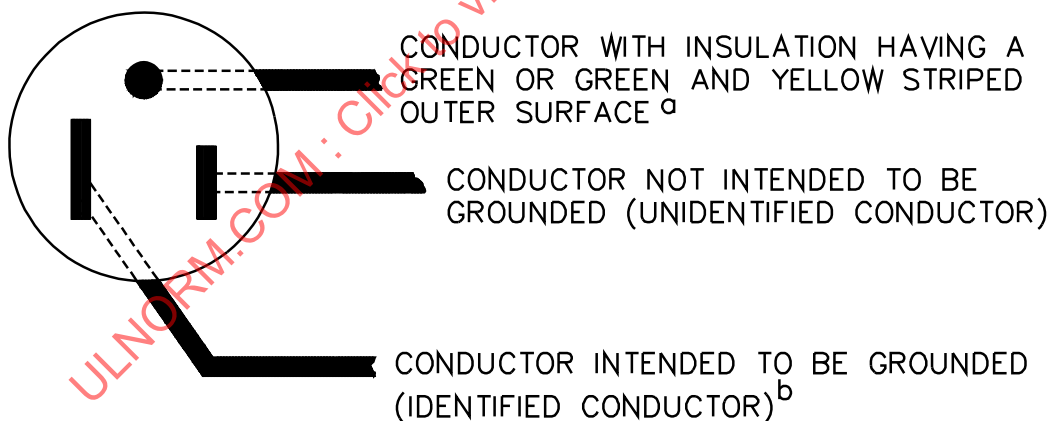 CONDUCTOR WITH INSULATION HAVING A
GREEN OR GREEN AND YELLOW STRIPED
OUTER SURFACE a
CONDUCTOR NOT INTENDED TO BE
GROUNDED (UNIDENTIFIED CONDUCTOR)
CONDUCTOR INTENDED TO BE GROUNDED
(IDENTIFIED CONDUCTOR) b
ULNORM.COM : Click to